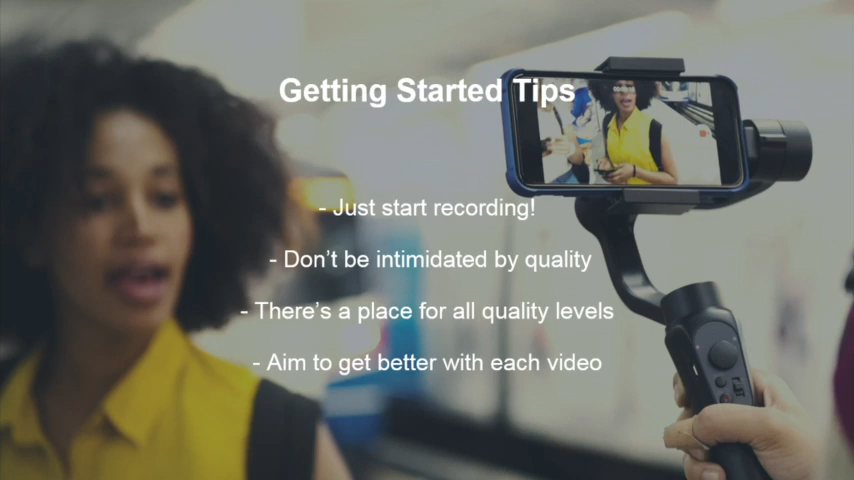 Getting Started Tips
- Just start recording!
- Don't be intimidated by quality
- There's a place for all quality levels
- Aim to get better with each video